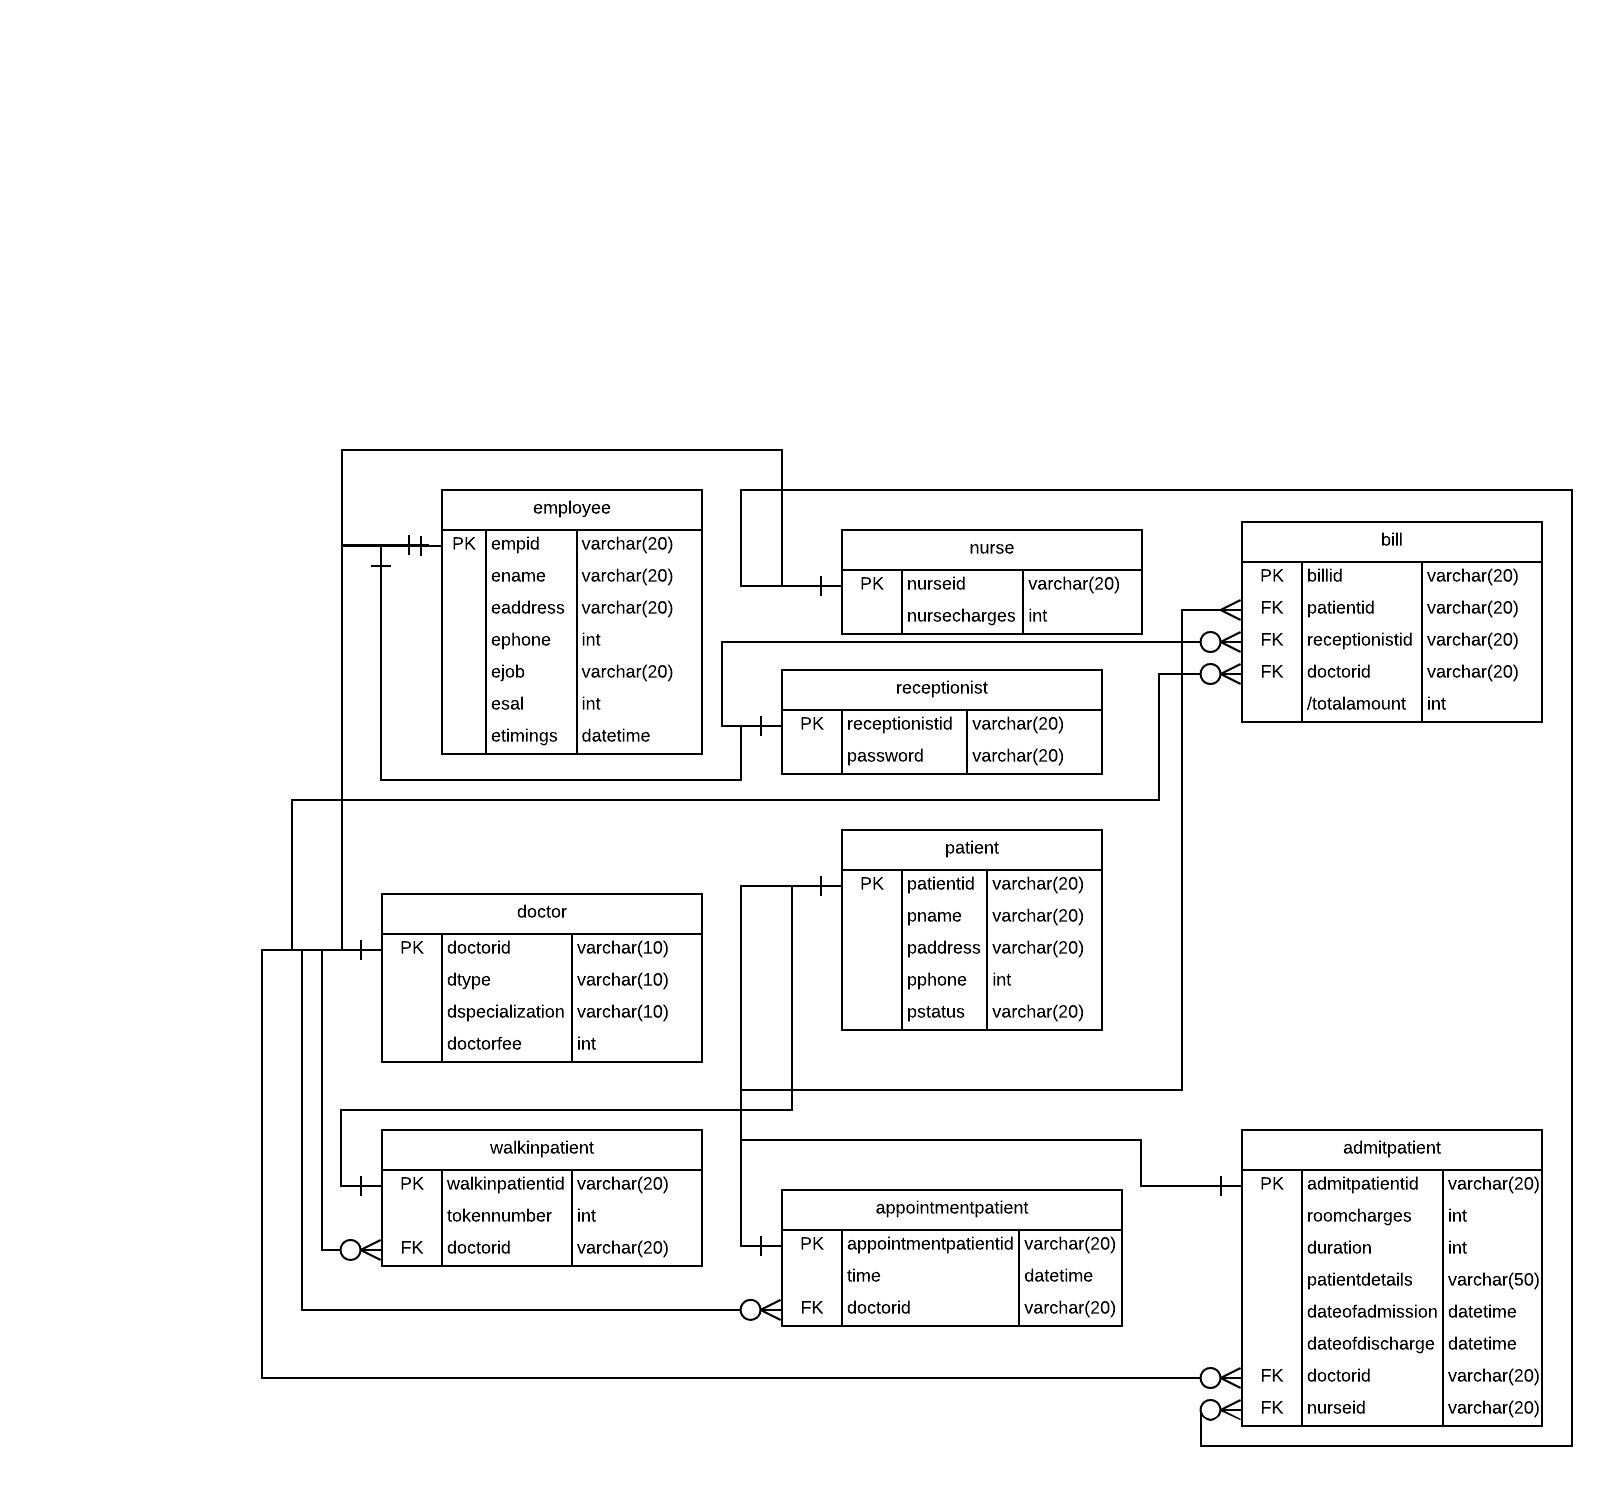 employee
PK empid varchar(20)
ename varchar(20)
eaddress varchar(20)
ephone int
ejob varchar(20)
esal int
etimings datetime
nurse
PK nurseid varchar(20)
nursecharges int
bill
PK billid varchar(20)
FK patientid varchar(20)
FK receptionistid varchar(20)
FK doctorid varchar(20)
/totalamount int
receptionist
PK receptionistid varchar(20)
password varchar(20)
patient
PK patientid varchar(20)
pname varchar(20)
paddress varchar(20)
pphone int
pstatus varchar(20)
doctor
PK doctorid varchar(10)
dtype varchar(10)
dspecialization varchar(10)
doctorfee int
walkinpatient
PK walkinpatientid varchar(20)
tokennumber int
FK doctorid varchar(20)
appointmentpatient
PK appointmentpatientid varchar(20)
time datetime
FK doctorid varchar(20)
admitpatient
PK admitpatientid varchar(20)
roomcharges int
duration int
patientdetails varchar(50)
dateofadmission datetime
dateofdischarge datetime
FK doctorid varchar(20)
FK nurseid varchar(20)